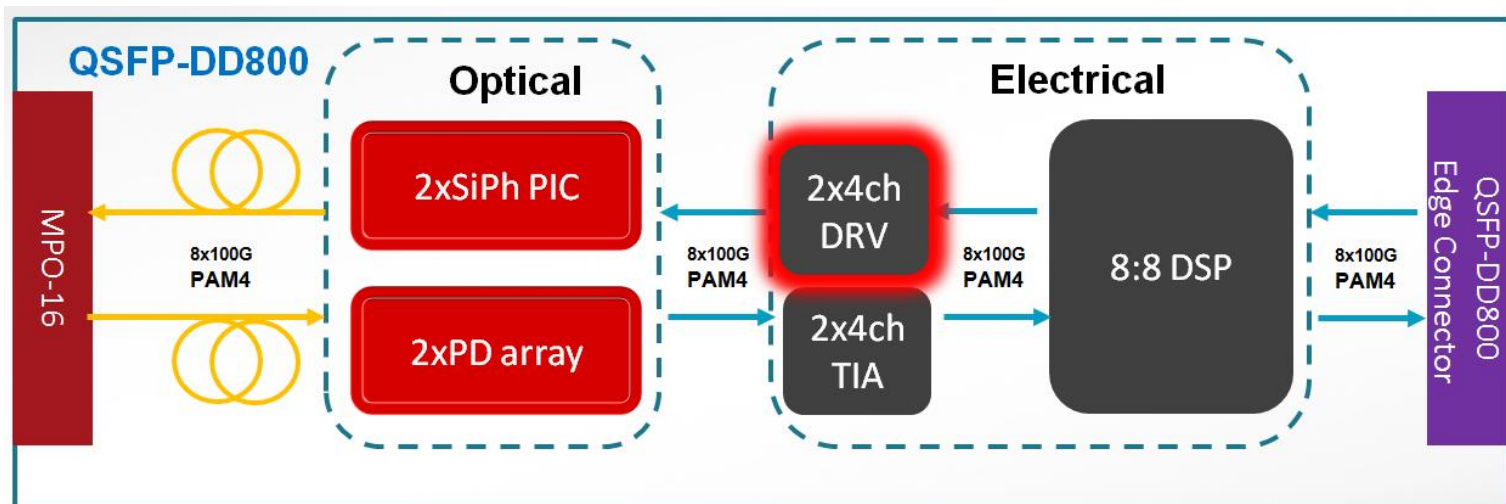 QSFP-DD800
Optical
Electrical
MPO-16
8x100G
PAM4
2xSiPh PIC
2xPD array
8x100G
PAM4
2x4ch
DRV
2x4ch
TIA
8x100G
PAM4
8:8 DSP
8x100G
PAM4
QSFP-DD800
Edge Connector